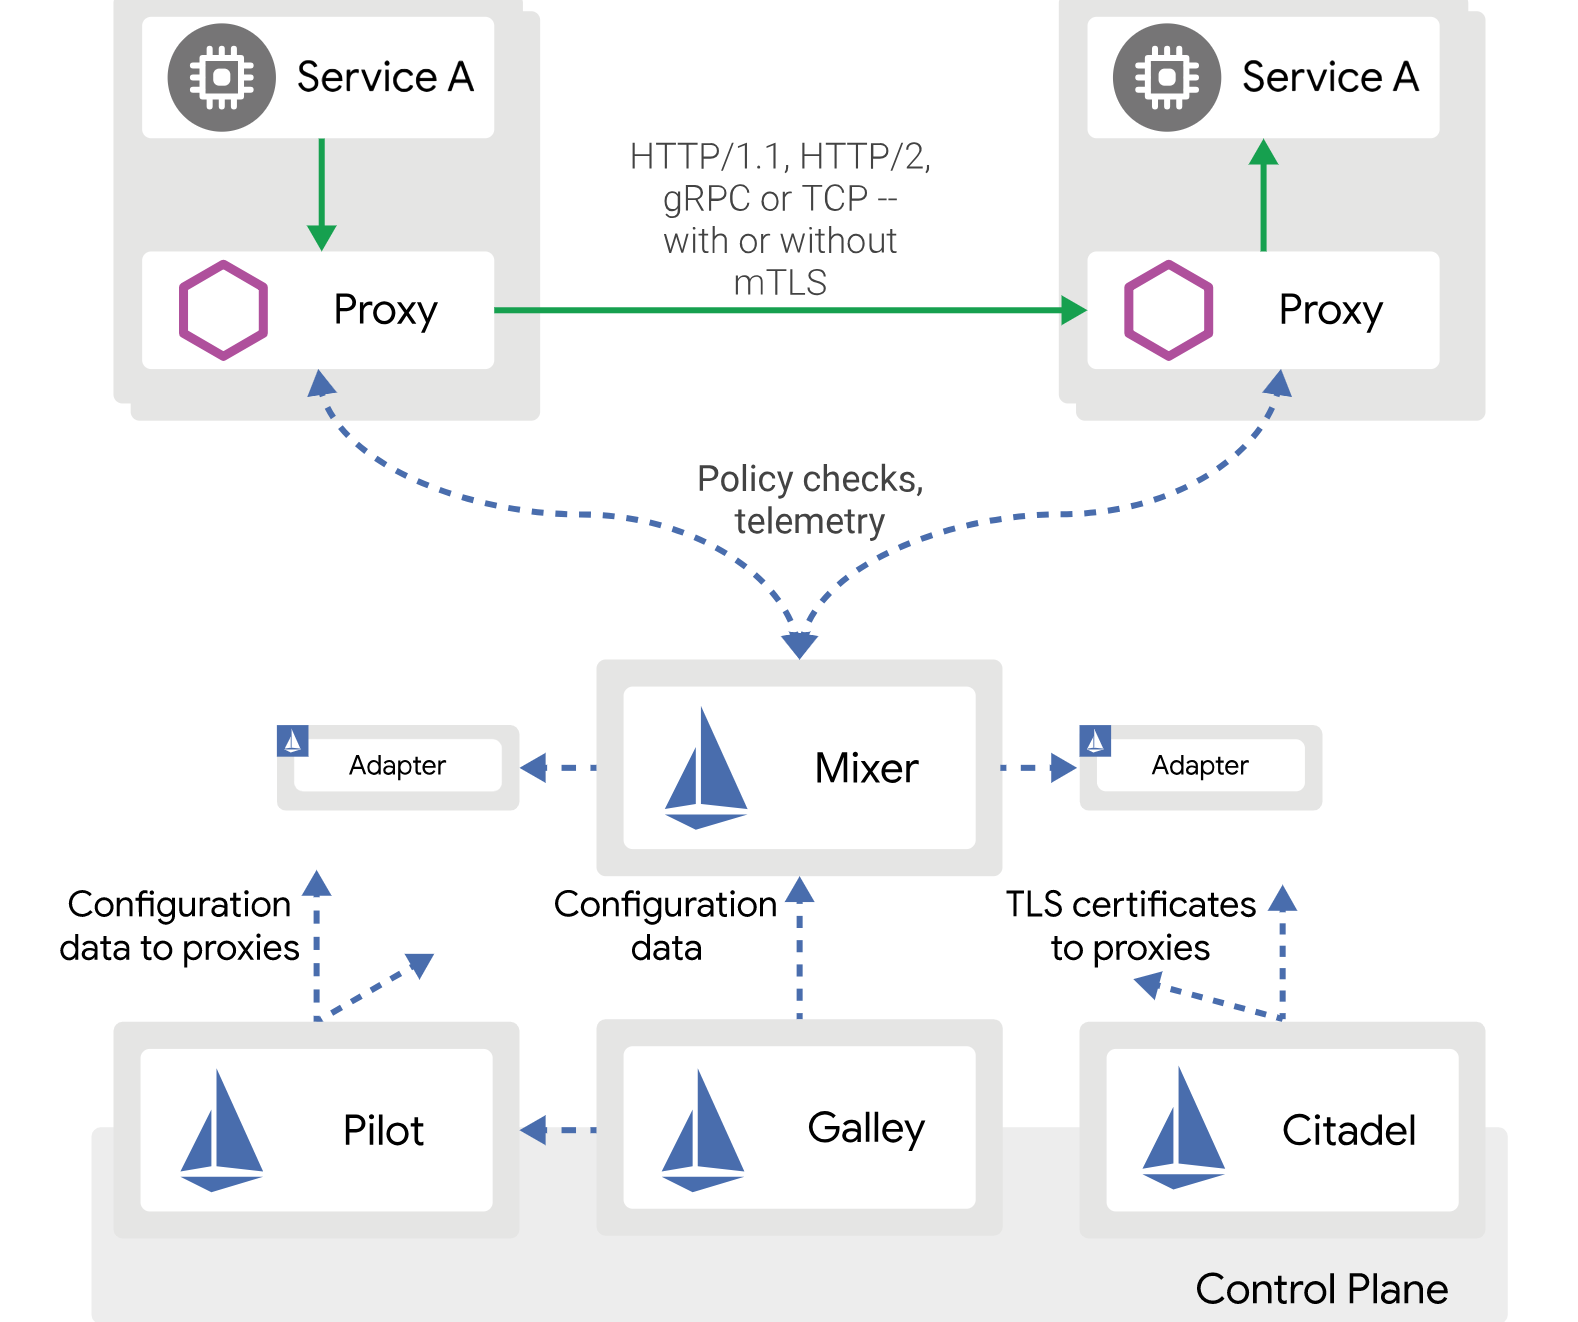 Service A
Service A
HTTP/1.1, HTTP/2,
gRPC or TCP --
with or without
mTLS
Proxy
Proxy
Policy checks,
telemetry
Adapter
Mixer
Adapter
Configuration
data to proxies
Configuration
data
TLS certificates
to proxies
Pilot
Galley
Citadel
Control Plane